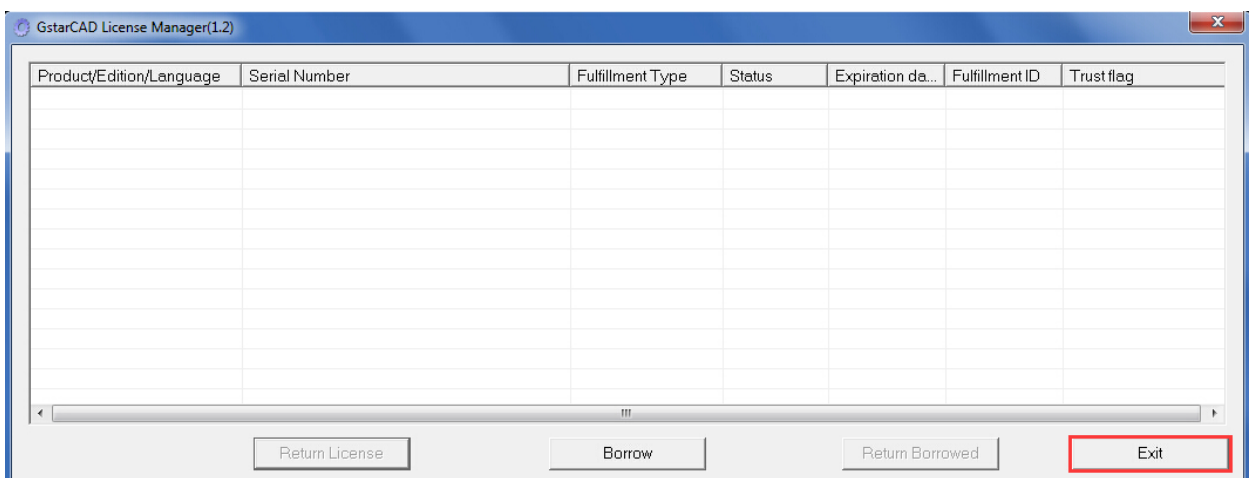 GstarCAD License Manager(1.2)
Product/Edition/Language Serial Number Fulfillment Type Status Expiration da... Fulfillment ID Trust flag
Return License Borrow Return Borrowed Exit